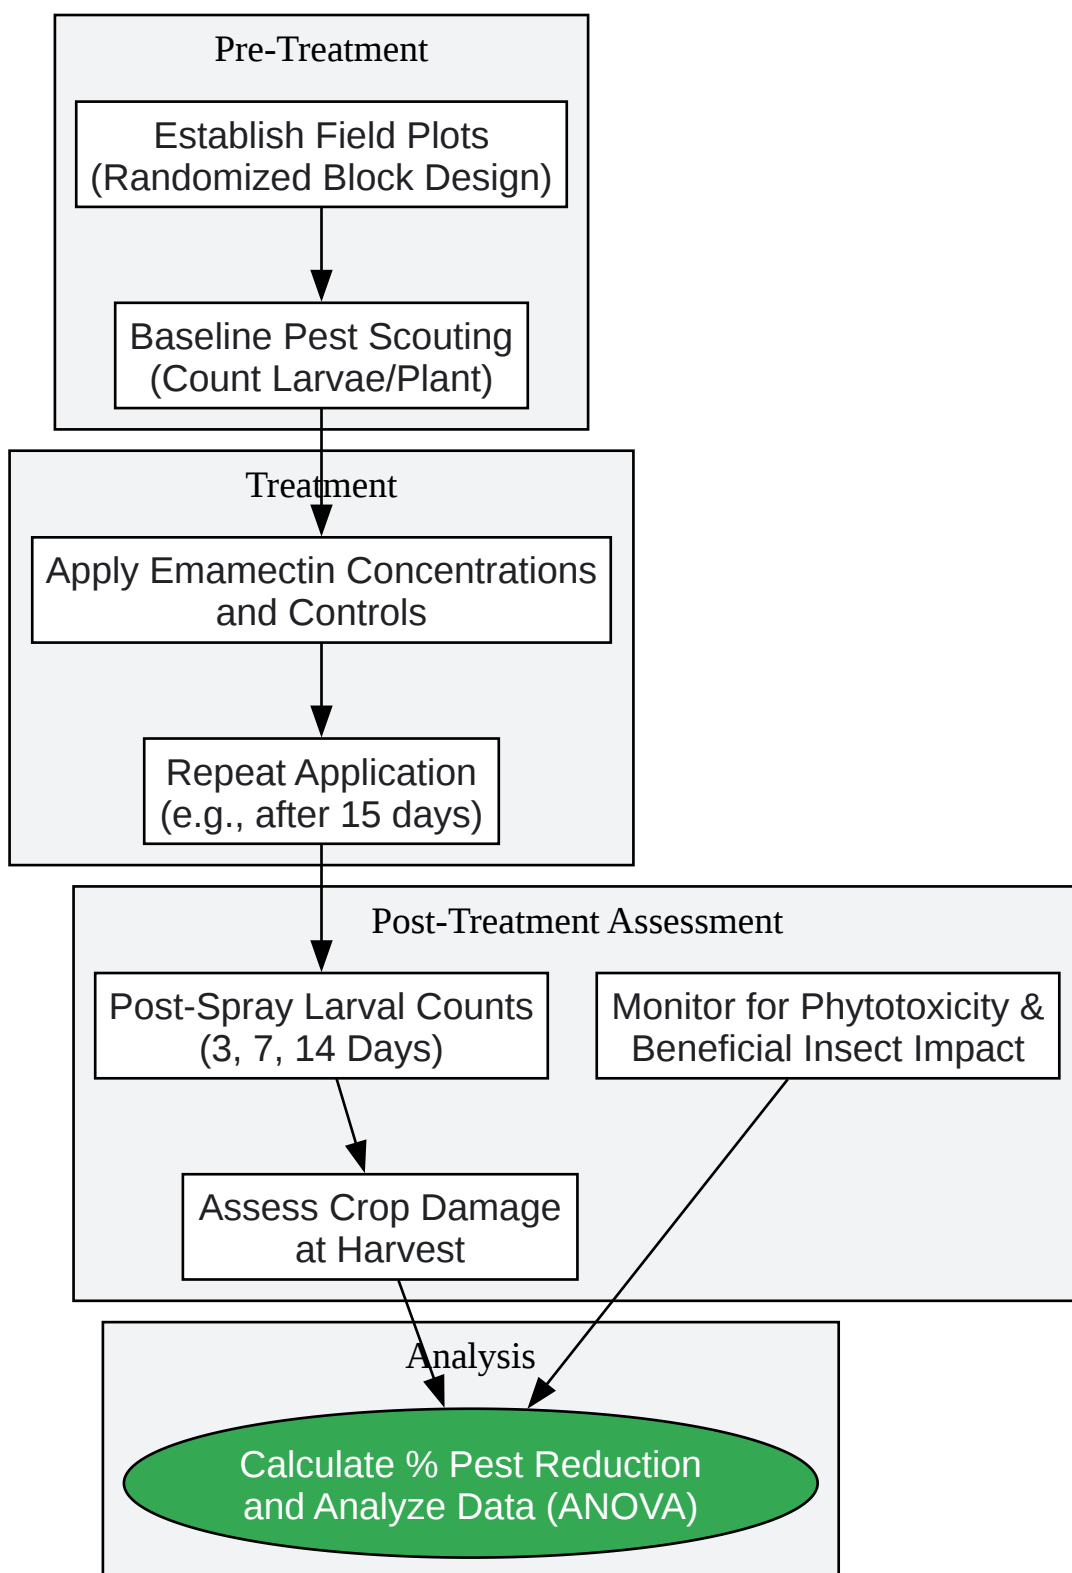 Pre-Treatment
Establish Field Plots
(Randomized Block Design)
Baseline Pest Scouting
(Count Larvae/Plant)
Treatment
Apply Emamectin Concentrations
and Controls
Repeat Application
(e.g., after 15 days)
Post-Treatment Assessment
Post-Spray Larval Counts
(3, 7, 14 Days)
Monitor for Phytotoxicity &
Beneficial Insect Impact
Assess Crop Damage
at Harvest
Analysis
Calculate % Pest Reduction
and Analyze Data (ANOVA)